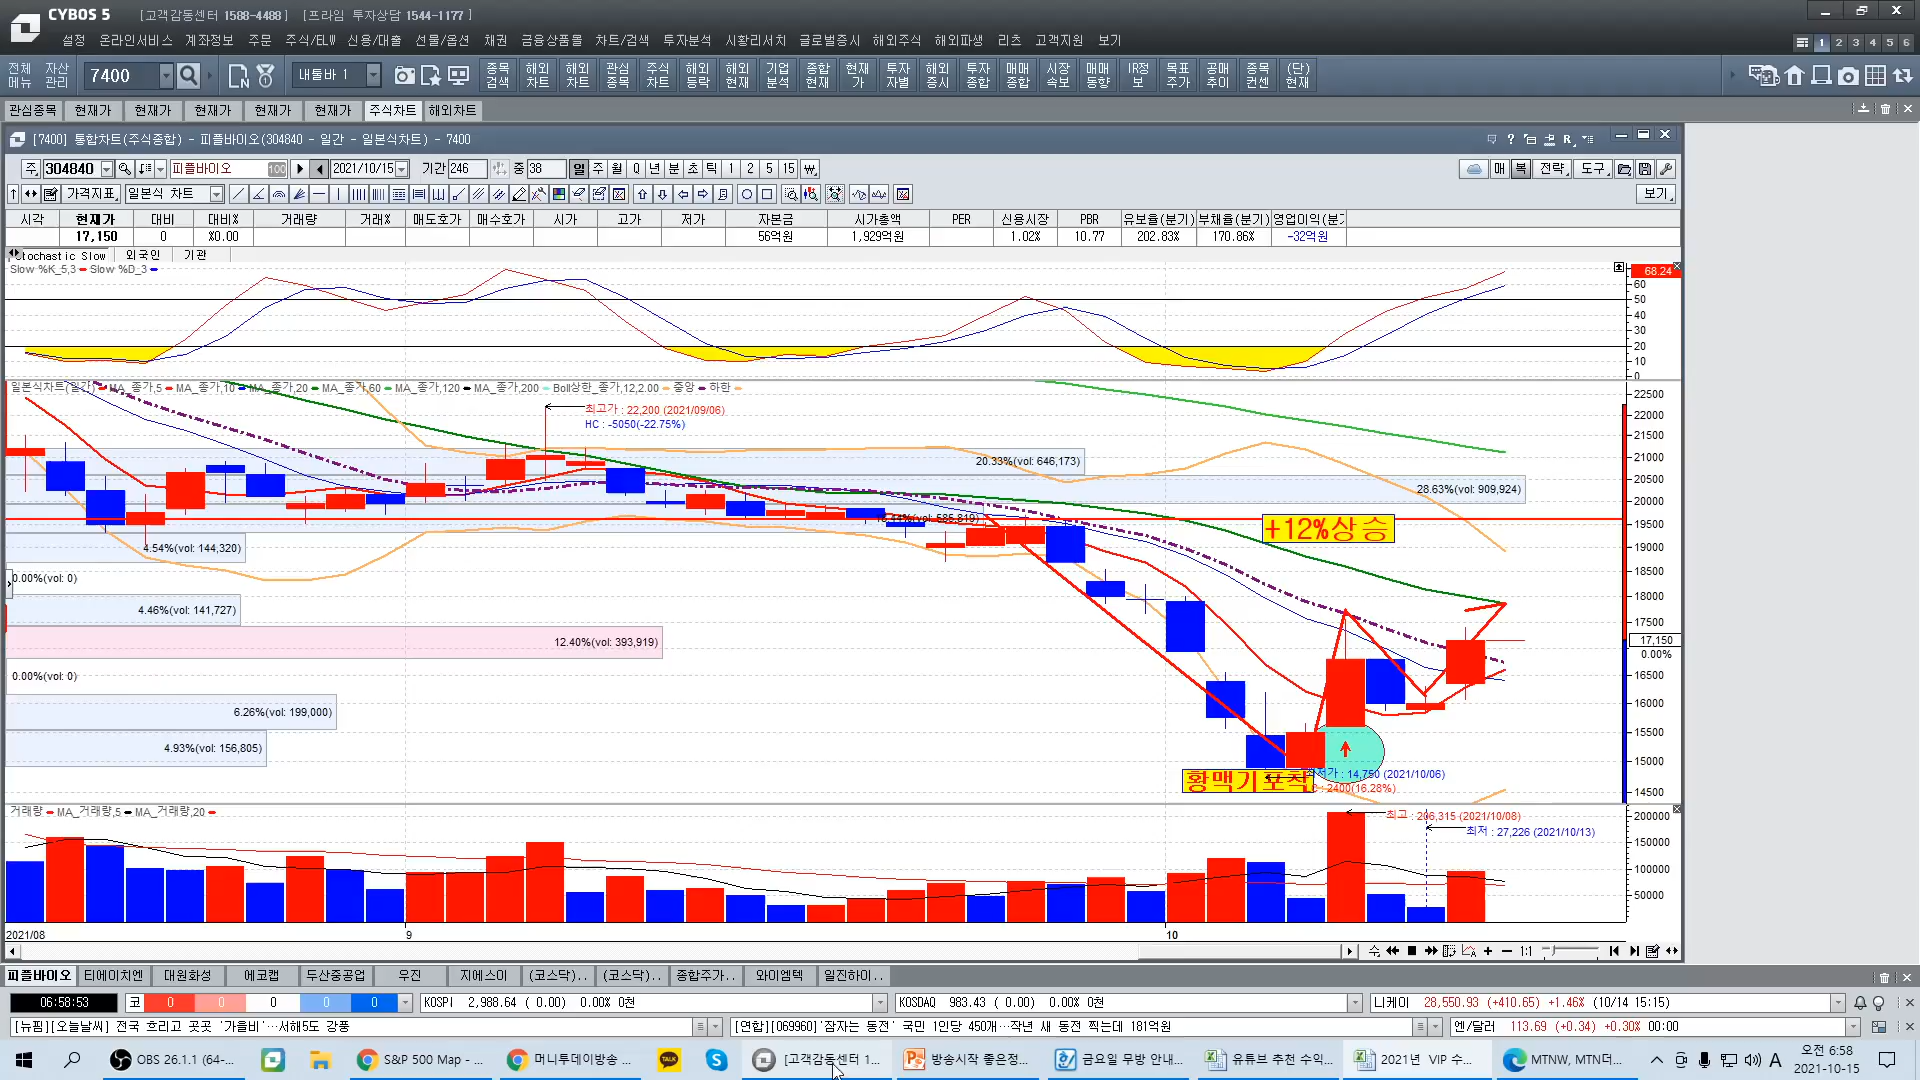 CYBOS 5 [고객감동센터 1588-4488] [프라임 투자상담 1544-1177]
설정 온라인서비스 계좌정보 주문 주식/ELW 신용/대출 선물/옵션 채권 금융상품몰 차트/검색 투자분석 시황리서치 글로벌증시 해외주식 해외파생 리츠 고객지원 보기
1 2 3 4 5 6
전체메뉴 자산관리 7400 내툴바 1 종목검색 해외차트 해외차트 관심종목 주식차트 해외등락 해외현재 기업분석 종합현재 현재가 투자자별 해외증시 투자종합 매매종합 시장속보 매매동향 IR정보 목표주가 공매추이 종목컨센 (단)현재
관심종목 현재가 현재가 현재가 현재가 현재가 주식차트 해외차트
[7400] 통합차트(주식종합) - 피플바이오(304840 - 일간 - 일본식차트) - 7400
주 304840 피플바이오 100 2021/10/15 기간 246 중 38 일 주 월 Q 년 분 초 틱 1 2 5 15 매 복 전략 도구
가격지표 일본식 차트 보기
시각 현재가 대비 대비% 거래량 거래% 매도호가 매수호가 시가 고가 저가 자본금 시가총액 PER 신용시장 PBR 유보율(분기) 부채율(분기) 영업이익(분기
17,150 0 %0.00 56억원 1,929억원 1.02% 10.77 202.83% 170.86% -32억원
Stochastic Slow 외국인 기관
Slow %K_5,3 Slow %D_3
68.24
60
50
40
30
20
10
0
일본식차트(일간) MA_종가,5 MA_종가,10 MA_종가,20 MA_종가,60 MA_종가,120 MA_종가,200 Boll상한_종가,12,2.00 중앙 하한
22500
22000
21500
21000
20500
20000
19500
19000
18500
18000
17500
17,150
0.00%
16500
16000
15500
15000
14500
최고가 : 22,200 (2021/09/06)
HC : -5050(-22.75%)
20.33%(vol: 646,173)
28.63%(vol: 909,924)
18.44%(vol: 585,819)
+12%상승
4.54%(vol: 144,320)
0.00%(vol: 0)
4.46%(vol: 141,727)
12.40%(vol: 393,919)
0.00%(vol: 0)
6.26%(vol: 199,000)
4.93%(vol: 156,805)
황맥기포착
최저가 : 14,750 (2021/10/06)
: 2400(16.28%)
거래량 MA_거래량,5 MA_거래량,20
최고 : 206,315 (2021/10/08)
최저 : 27,226 (2021/10/13)
200000
150000
100000
50000
2021/08 9 10
1:1
피플바이오 티에이치엔 대원화성 에코캡 두산중공업 우진 지에스이 (코스닥).. (코스닥).. 종합주가.. 와이엠텍 일진하이..
06:58:53 코 0 0 0 0 0 KOSPI 2,988.64 ( 0.00) 0.00% 0천 KOSDAQ 983.43 ( 0.00) 0.00% 0천 니케이 28,550.93 (+410.65) +1.46% (10/14 15:15)
[뉴핌][오늘날씨] 전국 흐리고 곳곳 '가을비'…서해5도 강풍 [연합][069960]'잠자는 동전' 국민 1인당 450개…작년 새 동전 찍는데 181억원 엔/달러 113.69 (+0.34) +0.30% 00:00
OBS 26.1.1 (64-... S&P 500 Map - ... 머니투데이방송 ... TALK [고객감동센터 1... 방송시작 좋은정... 금요일 무방 안내... 유튜브 추천 수익... 2021년 VIP 수... MTNW, MTN더... A 오전 6:58
2021-10-15